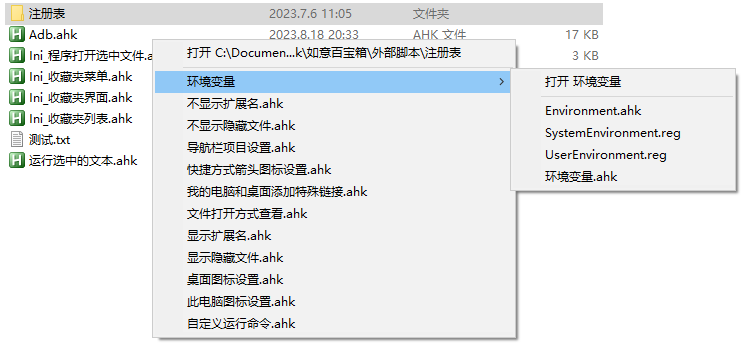 注册表 2023.7.6 11:05 文件夹
Adb.ahk 2023.8.18 20:33 AHK 文件 17 KB
Ini_程序打开选中文件.a 3 KB
Ini_收藏夹菜单.ahk
Ini_收藏夹界面.ahk
Ini_收藏夹列表.ahk
测试.txt
运行选中的文本.ahk
打开 C:\Documen...k\如意百宝箱\外部脚本\注册表
环境变量
不显示扩展名.ahk
不显示隐藏文件.ahk
导航栏项目设置.ahk
快捷方式箭头图标设置.ahk
我的电脑和桌面添加特殊链接.ahk
文件打开方式查看.ahk
显示扩展名.ahk
显示隐藏文件.ahk
桌面图标设置.ahk
此电脑图标设置.ahk
自定义运行命令.ahk
打开 环境变量
Environment.ahk
SystemEnvironment.reg
UserEnvironment.reg
环境变量.ahk